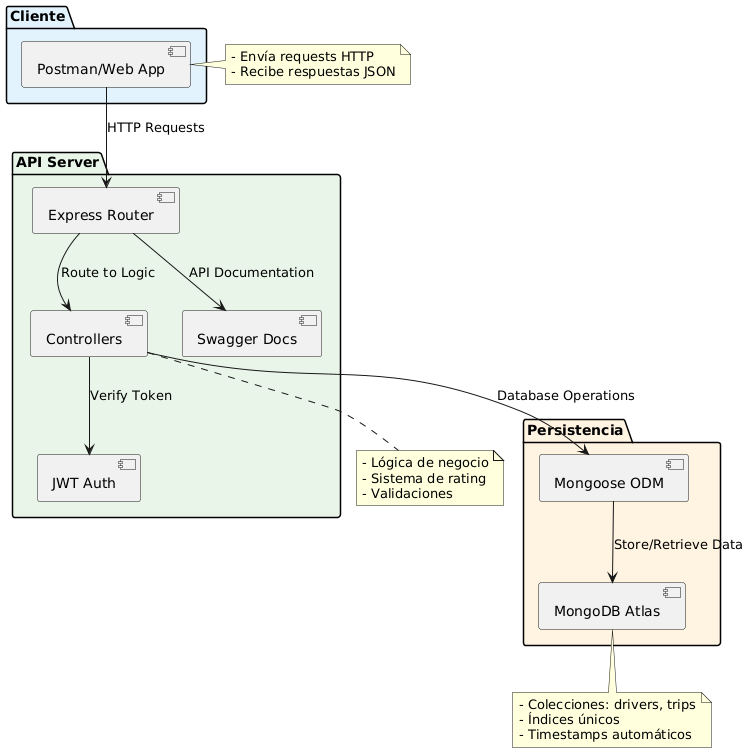 Cliente
Postman/Web App
- Envía requests HTTP
- Recibe respuestas JSON
HTTP Requests
API Server
Express Router
Route to Logic
API Documentation
Controllers
Swagger Docs
Verify Token
Database Operations
JWT Auth
- Lógica de negocio
- Sistema de rating
- Validaciones
Persistencia
Mongoose ODM
Store/Retrieve Data
MongoDB Atlas
- Colecciones: drivers, trips
- Índices únicos
- Timestamps automáticos